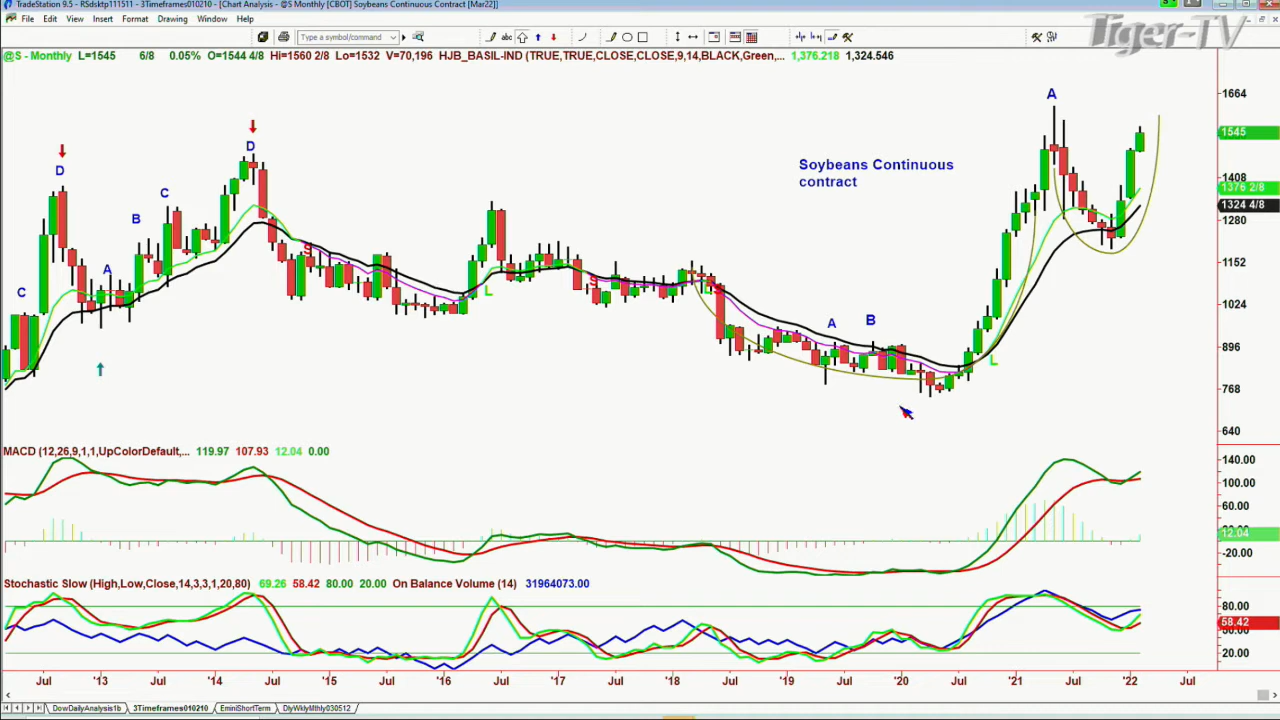 TradeStation 9.5 - RSdsktp111511 - 3Timeframes010210 - [Chart Analysis - @S Monthly [CBOT] Soybeans Continuous Contract [Mar22]]
File Edit View Insert Format Drawing Window Help
Tiger-TV
Type a symbol/command
abc
@S - Monthly L=1545 6/8 0.05% O=1544 4/8 Hi=1560 2/8 Lo=1532 V=70,196 HJB_BASIL-IND (TRUE,TRUE,CLOSE,CLOSE,9,14,BLACK,Green,... 1,376.218 1,324.546
A
1664
1545
D
D
Soybeans Continuous
contract
C
B
1408
1376 2/8
1324 4/8
1280
S
A
1152
C
S
L
L
S
1024
A
B
896
L
768
640
MACD (12,26,9,1,1,UpColorDefault,... 119.97 107.93 12.04 0.00
140.00
100.00
60.00
12.04
-20.00
Stochastic Slow (High,Low,Close,14,3,3,1,20,80) 69.26 58.42 80.00 20.00 On Balance Volume (14) 31964073.00
80.00
58.42
20.00
Jul '13 Jul '14 Jul '15 Jul '16 Jul '17 Jul '18 Jul '19 Jul '20 Jul '21 Jul '22 Jul
DowDailyAnalysis1b 3Timeframes010210 EminiShortTerm DlyWklyMthly030512